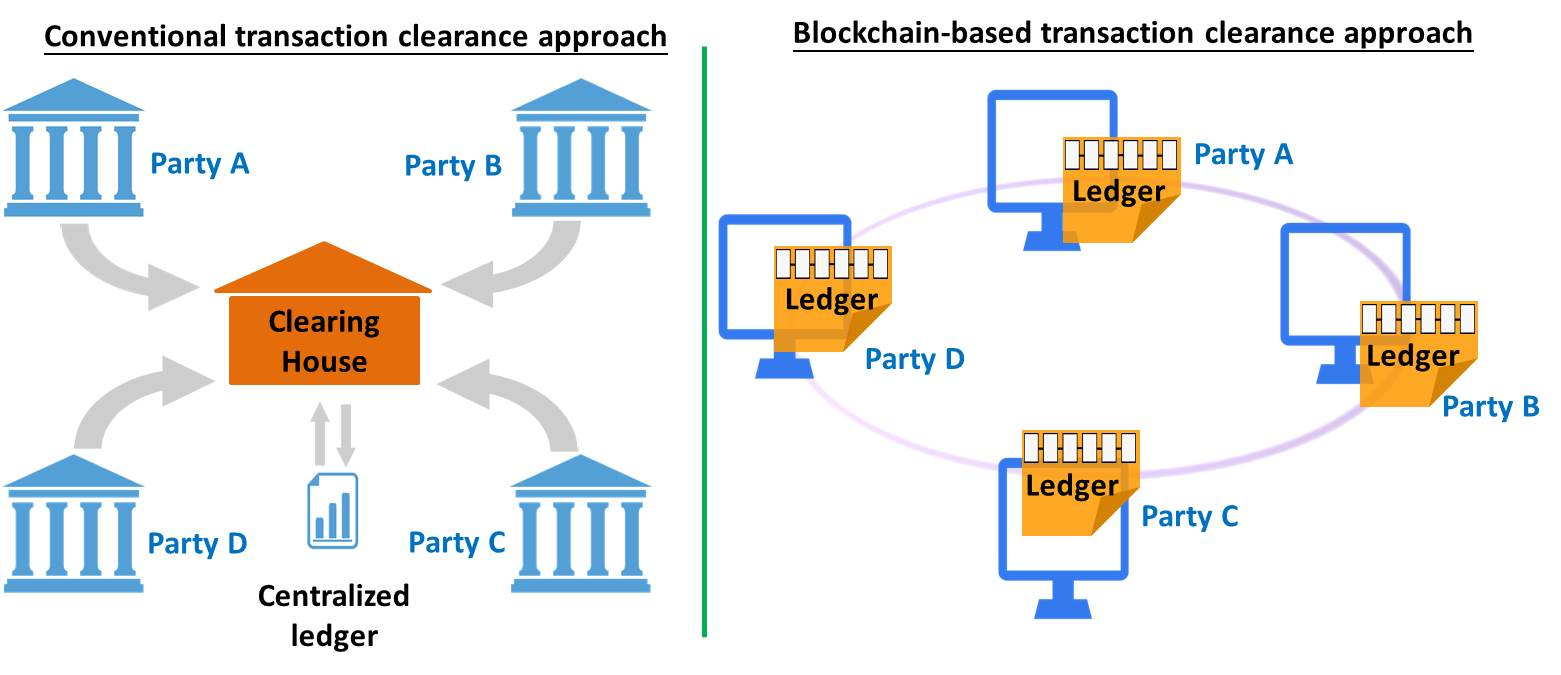 Conventional transaction clearance approach
Party A
Party B
Clearing
House
Party D
Party C
Centralized
ledger
Blockchain-based transaction clearance approach
Party A
Ledger
Ledger
Party D
Ledger
Party B
Ledger
Party C